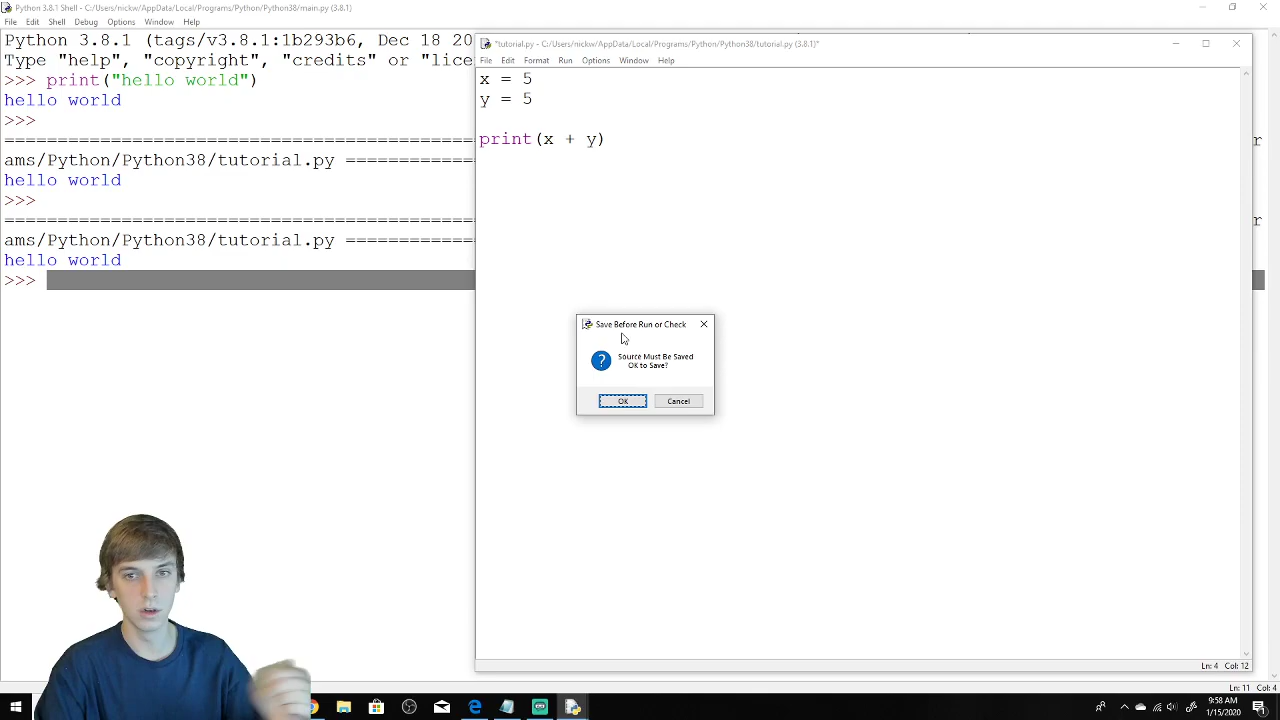 Python 3.8.1 Shell - C:/Users/nickw/AppData/Local/Programs/Python/Python38/main.py (3.8.1)
File Edit Shell Debug Options Window Help
Python 3.8.1 (tags/v3.8.1:1b293b6, Dec 18 20
Type "help", "copyright", "credits" or "lice
>>> print("hello world")
hello world
>>>
ams/Python/Python38/tutorial.py ============
hello world
>>>
ams/Python/Python38/tutorial.py ============
hello world
>>>
r
r
*tutorial.py - C:/Users/nickw/AppData/Local/Programs/Python/Python38/tutorial.py (3.8.1)*
File Edit Format Run Options Window Help
x = 5
y = 5
print(x + y)
Save Before Run or Check
? Source Must Be Saved
OK to Save?
OK Cancel
Ln: 4 Col: 12
Ln: 11 Col: 4
9:58 AM
1/15/2020